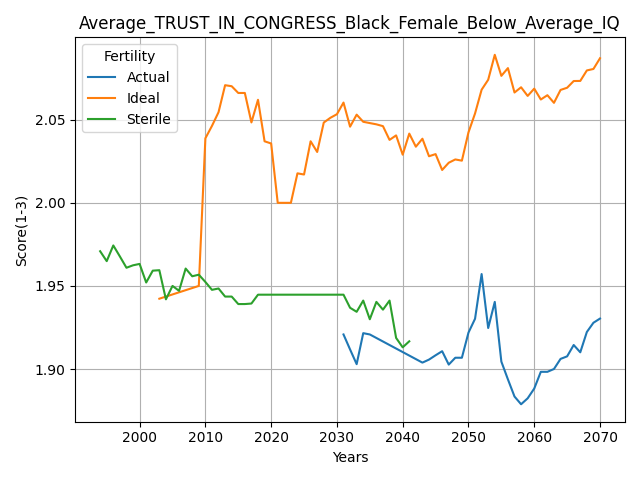 Average_TRUST_IN_CONGRESS_Black_Female_Below_Average_IQ
Fertility
Actual
Ideal
Sterile
Score(1-3)
2.05
2.00
1.95
1.90
2000 2010 2020 2030 2040 2050 2060 2070
Years